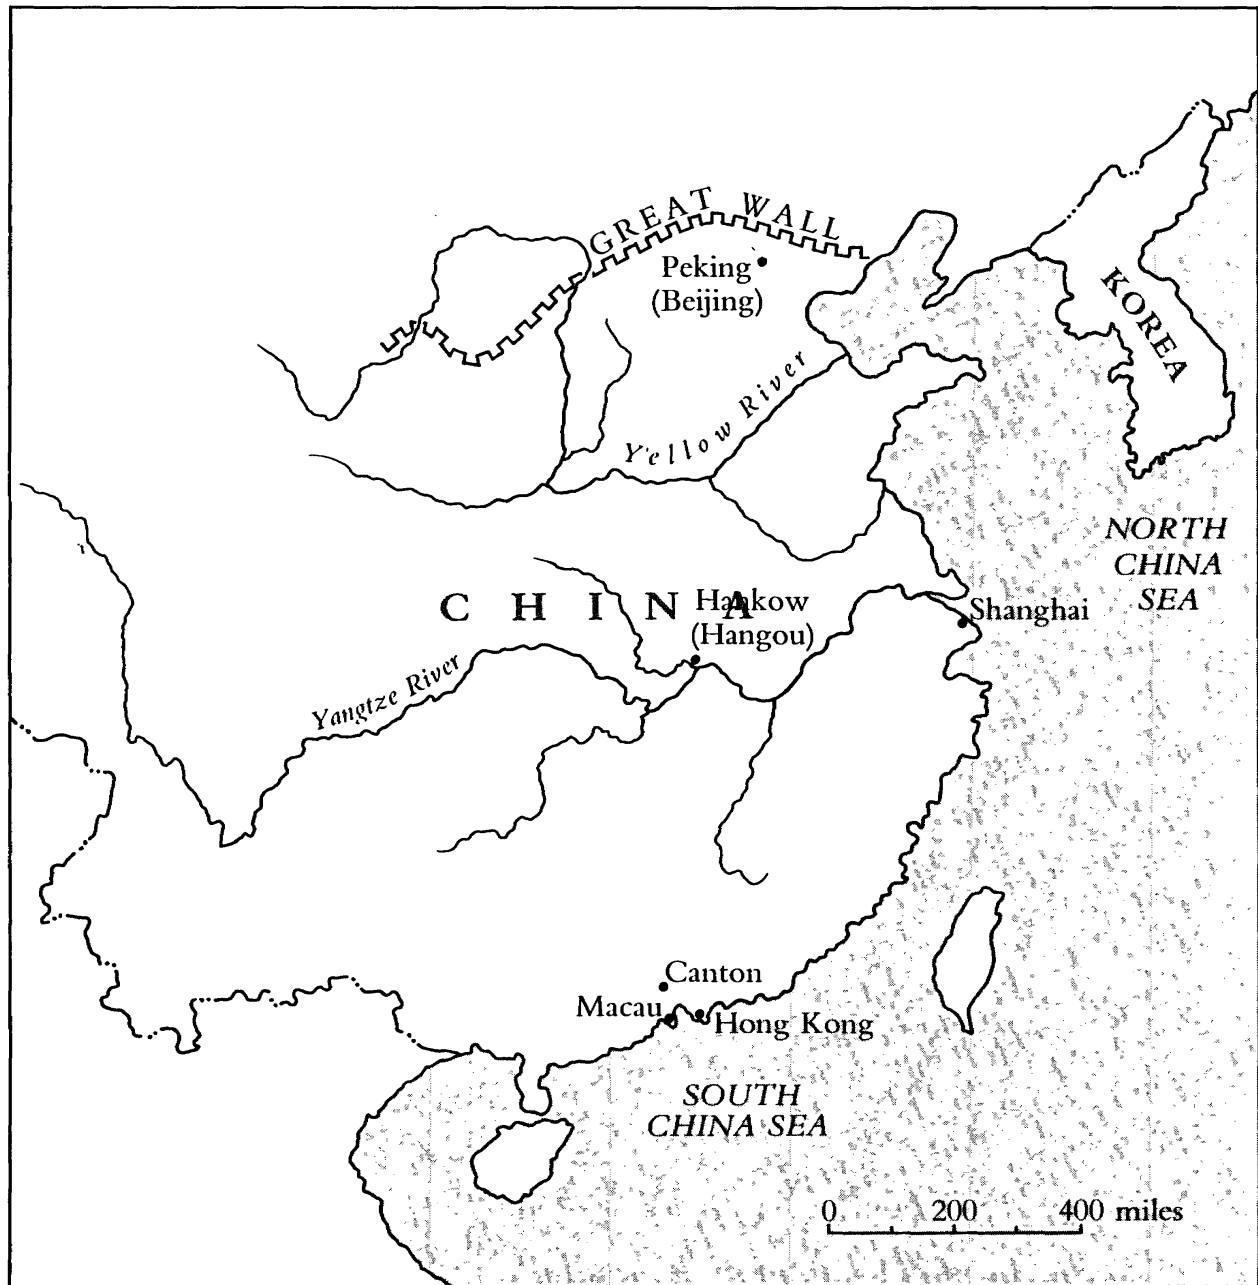 GREAT WALL
Peking
(Beijing)
KOREA
Yellow River
NORTH
CHINA
SEA
CHINA
Hankow
(Hangou)
Shanghai
Yangtze River
Canton
Macau
Hong Kong
SOUTH
CHINA SEA
0 200 400 miles